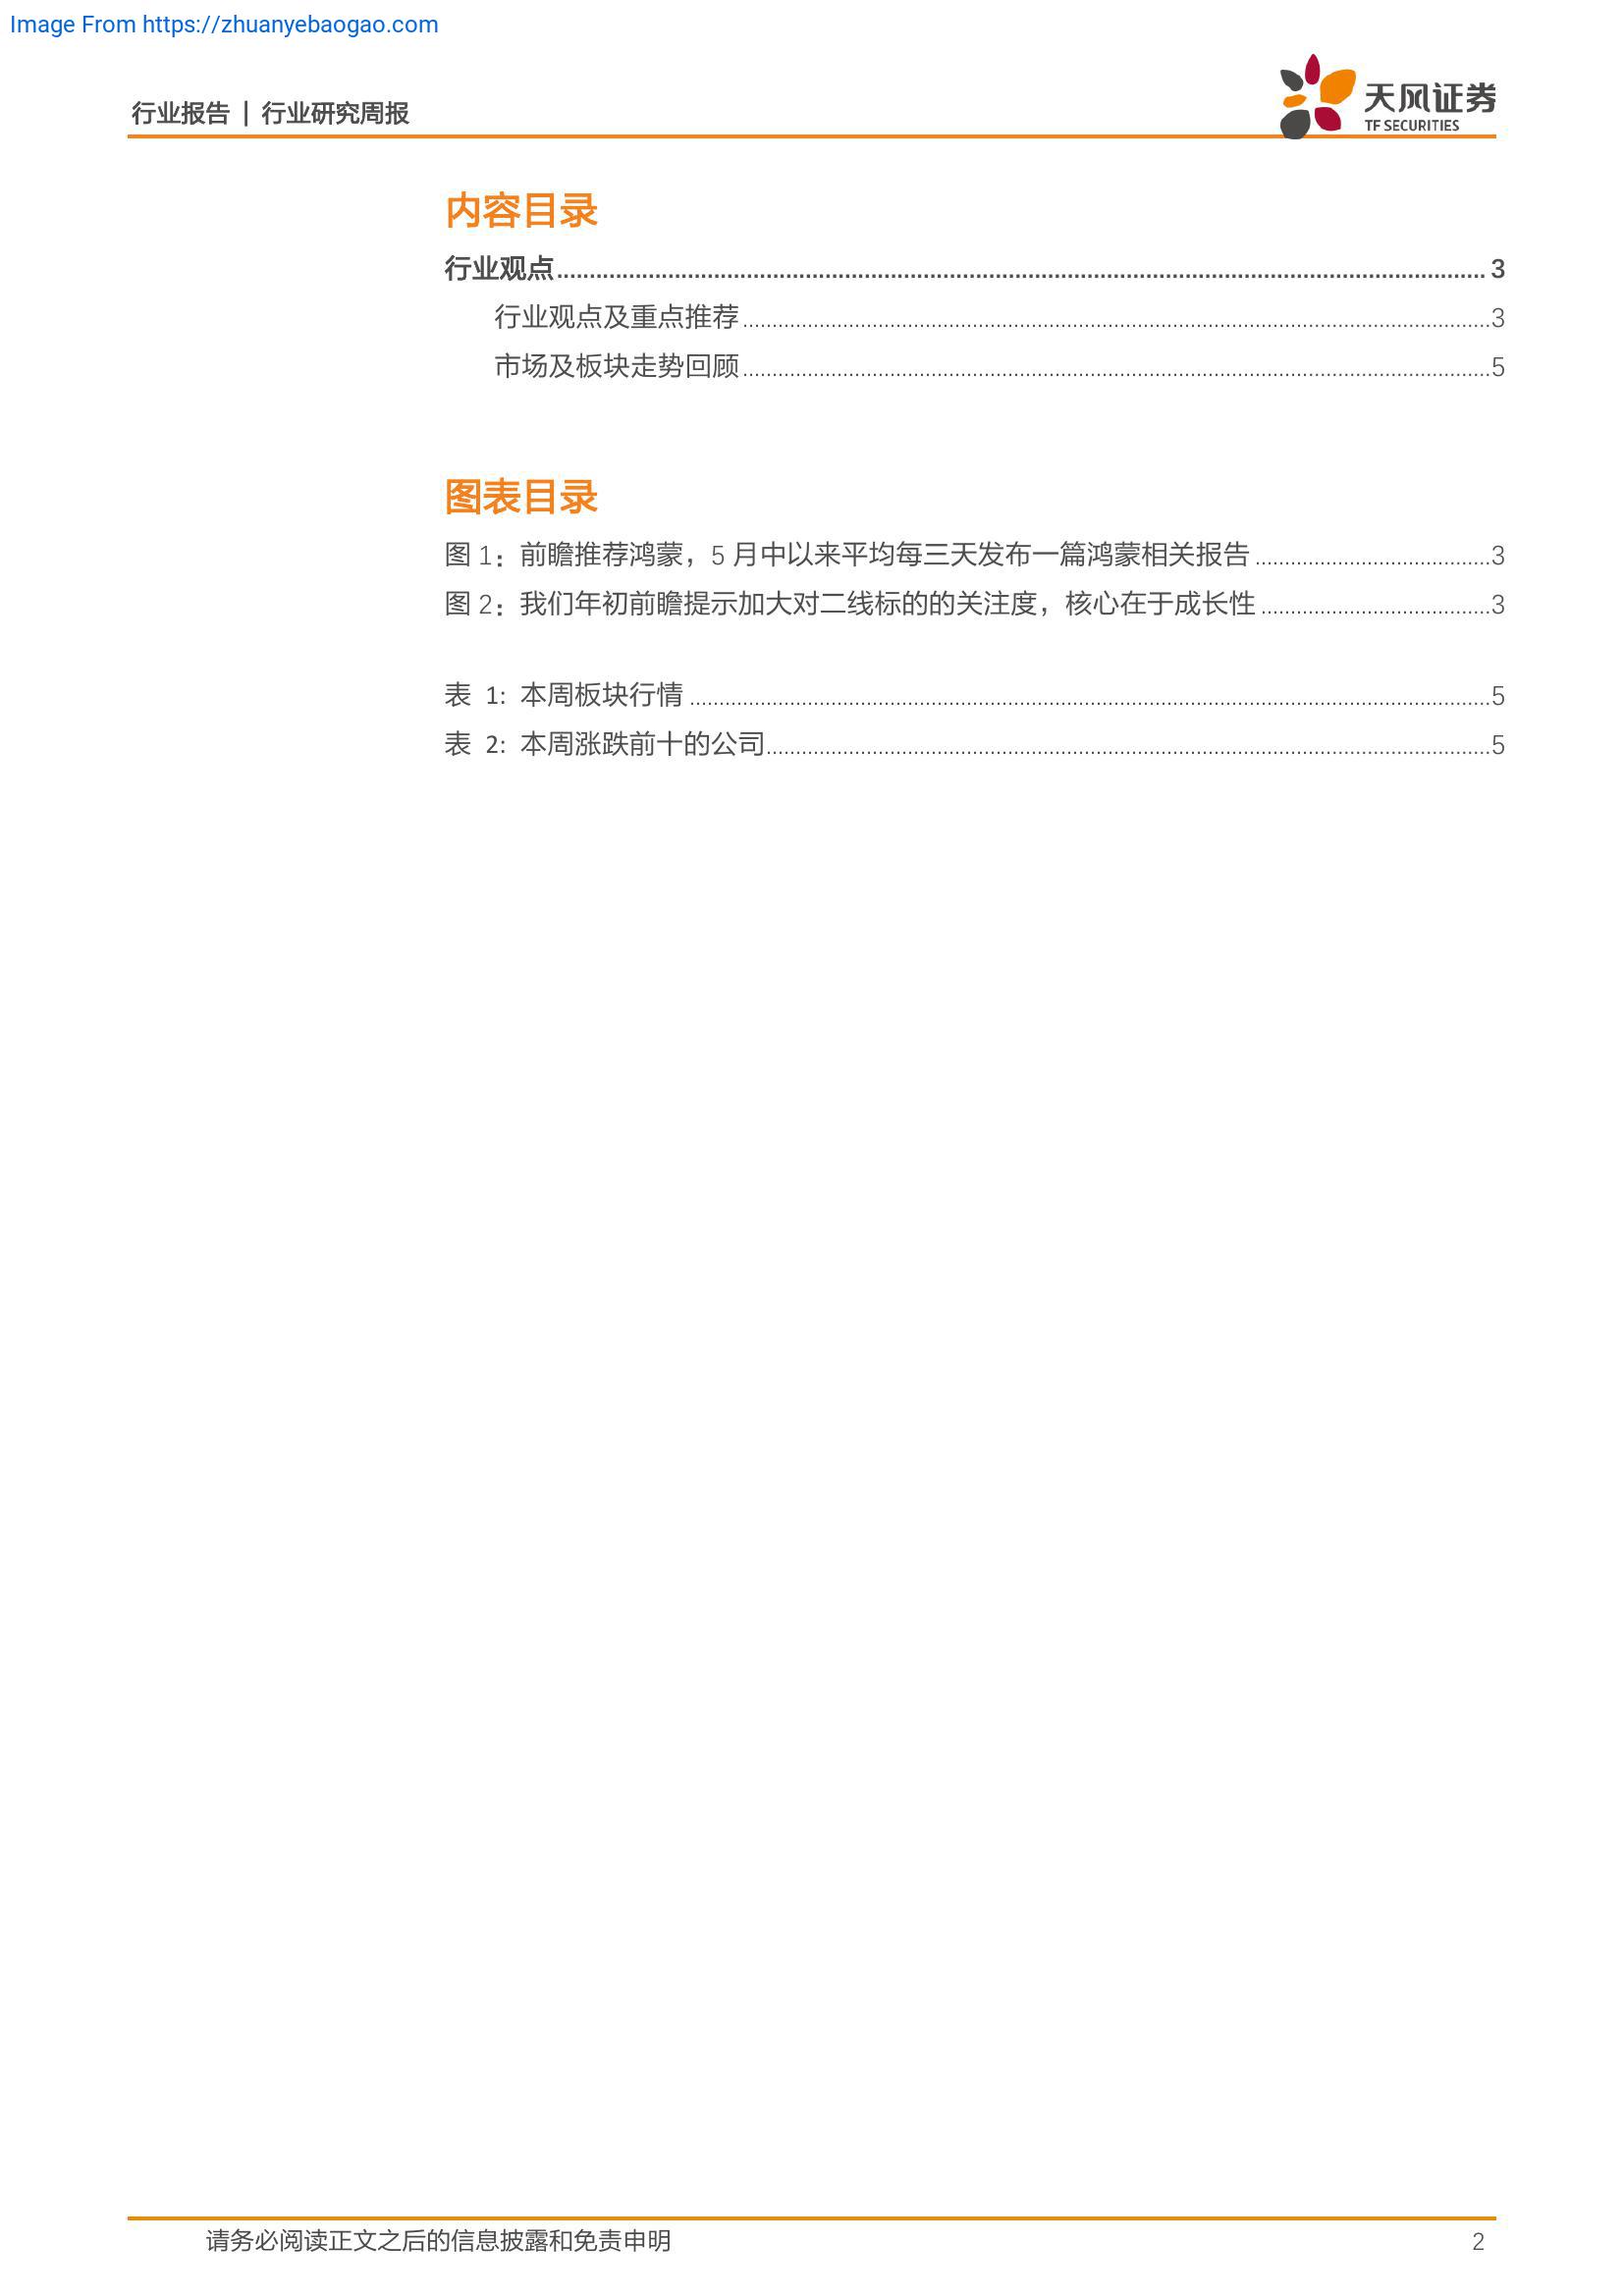 Image From https://zhuanyebaogao.com
行业报告 | 行业研究周报
天风证券
TF SECURITIES
内容目录
行业观点 3
行业观点及重点推荐 3
市场及板块走势回顾 5
图表目录
图 1：前瞻推荐鸿蒙，5 月中以来平均每三天发布一篇鸿蒙相关报告 3
图 2：我们年初前瞻提示加大对二线标的的关注度，核心在于成长性 3
表 1：本周板块行情 5
表 2：本周涨跌前十的公司 5
请务必阅读正文之后的信息披露和免责申明 2